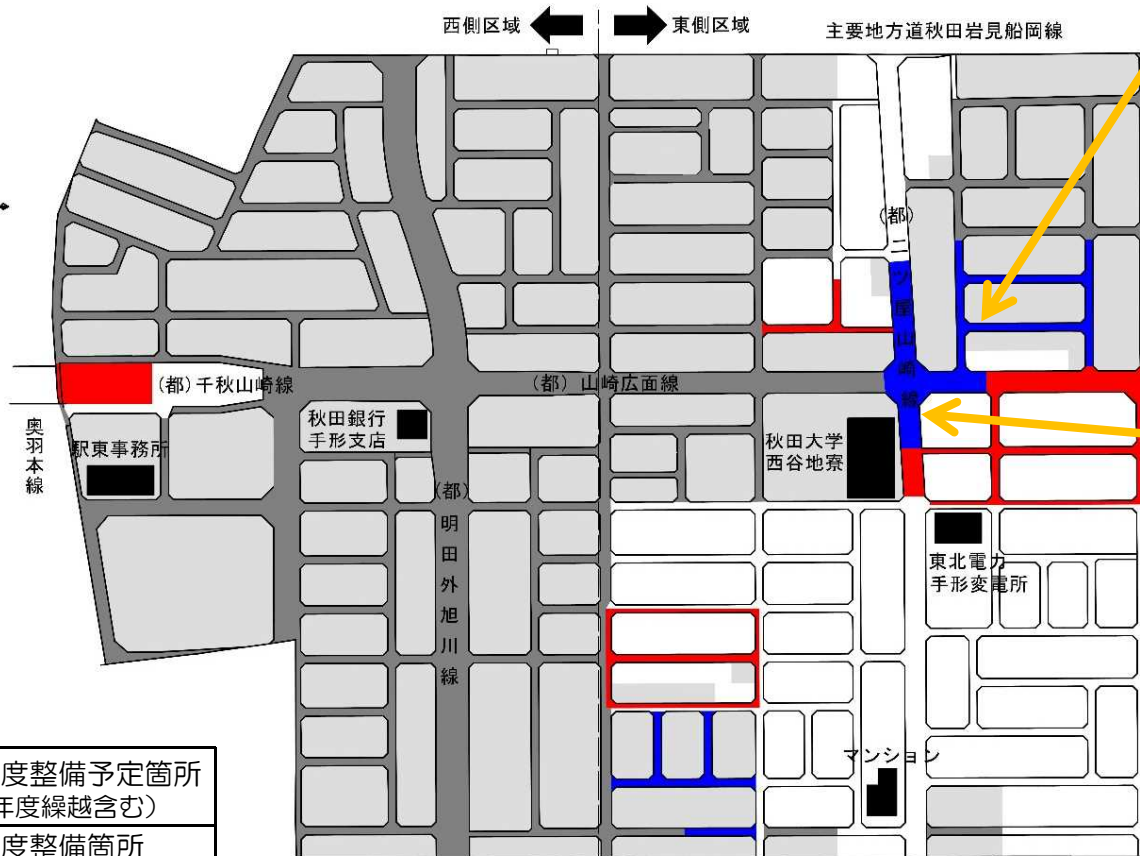 西側区域
東側区域
主要地方道秋田岩見船岡線
(都)二ツ屋山崎線
(都)千秋山崎線
(都)山崎広面線
奥羽本線
駅東事務所
秋田銀行
手形支店
秋田大学
西谷地寮
(都)明田外旭川線
東北電力
手形変電所
マンション
度整備予定箇所
年度繰越含む)
度整備箇所